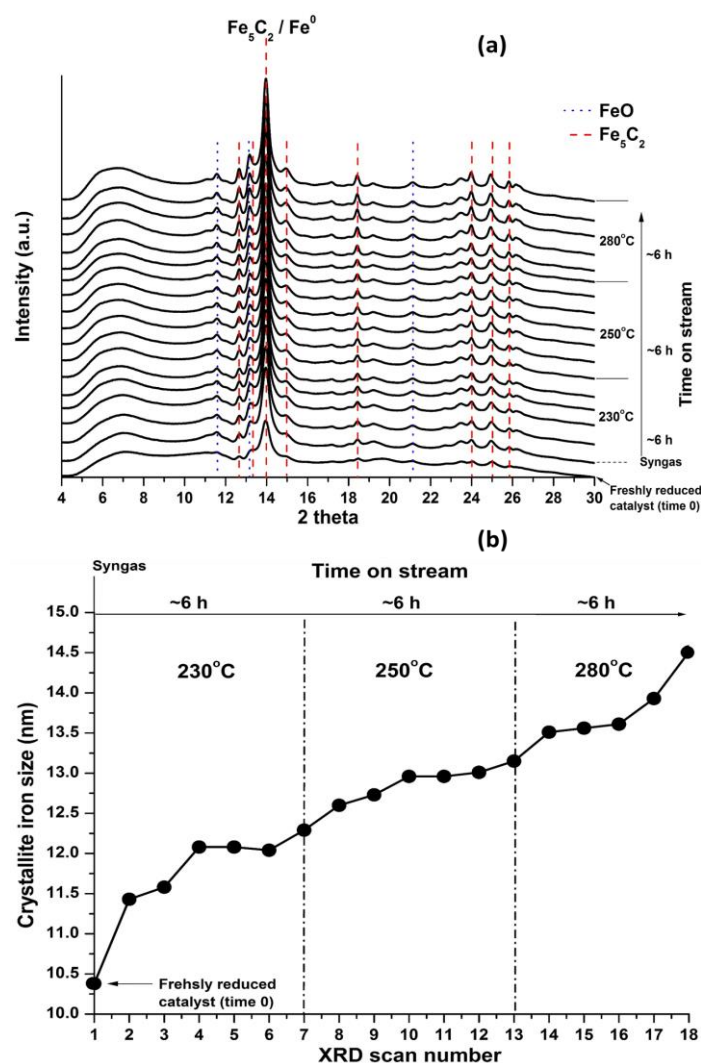 Fe5C2 / Fe0
(a)
FeO
Fe5C2
Intensity (a.u.)
280°C
~6 h
250°C
~6 h
230°C
~6 h
Syngas
Time on stream
4 6 8 10 12 14 16 18 20 22 24 26 28 30
2 theta
Freshly reduced
catalyst (time 0)
(b)
Syngas
Time on stream
~6 h ~6 h ~6 h
230°C 250°C 280°C
Crystallite iron size (nm)
15.0
14.5
14.0
13.5
13.0
12.5
12.0
11.5
11.0
10.5
10.0
Frehsly reduced
catalyst (time 0)
1 2 3 4 5 6 7 8 9 10 11 12 13 14 15 16 17 18
XRD scan number